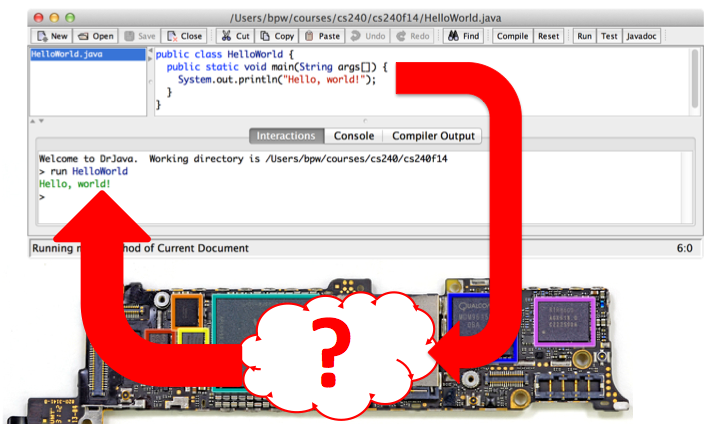 /Users/bpw/courses/cs240/cs240f14/HelloWorld.java
New Open Save Close Cut Copy Paste Undo Redo Find Compile Reset Run Test Javadoc
HelloWorld.java
public class HelloWorld {
public static void main(String args[]) {
System.out.println("Hello, world!");
}
}
Interactions Console Compiler Output
Welcome to DrJava. Working directory is /Users/bpw/courses/cs240/cs240f14
> run HelloWorld
Hello, world!
>
Running of Current Document
6:0
?